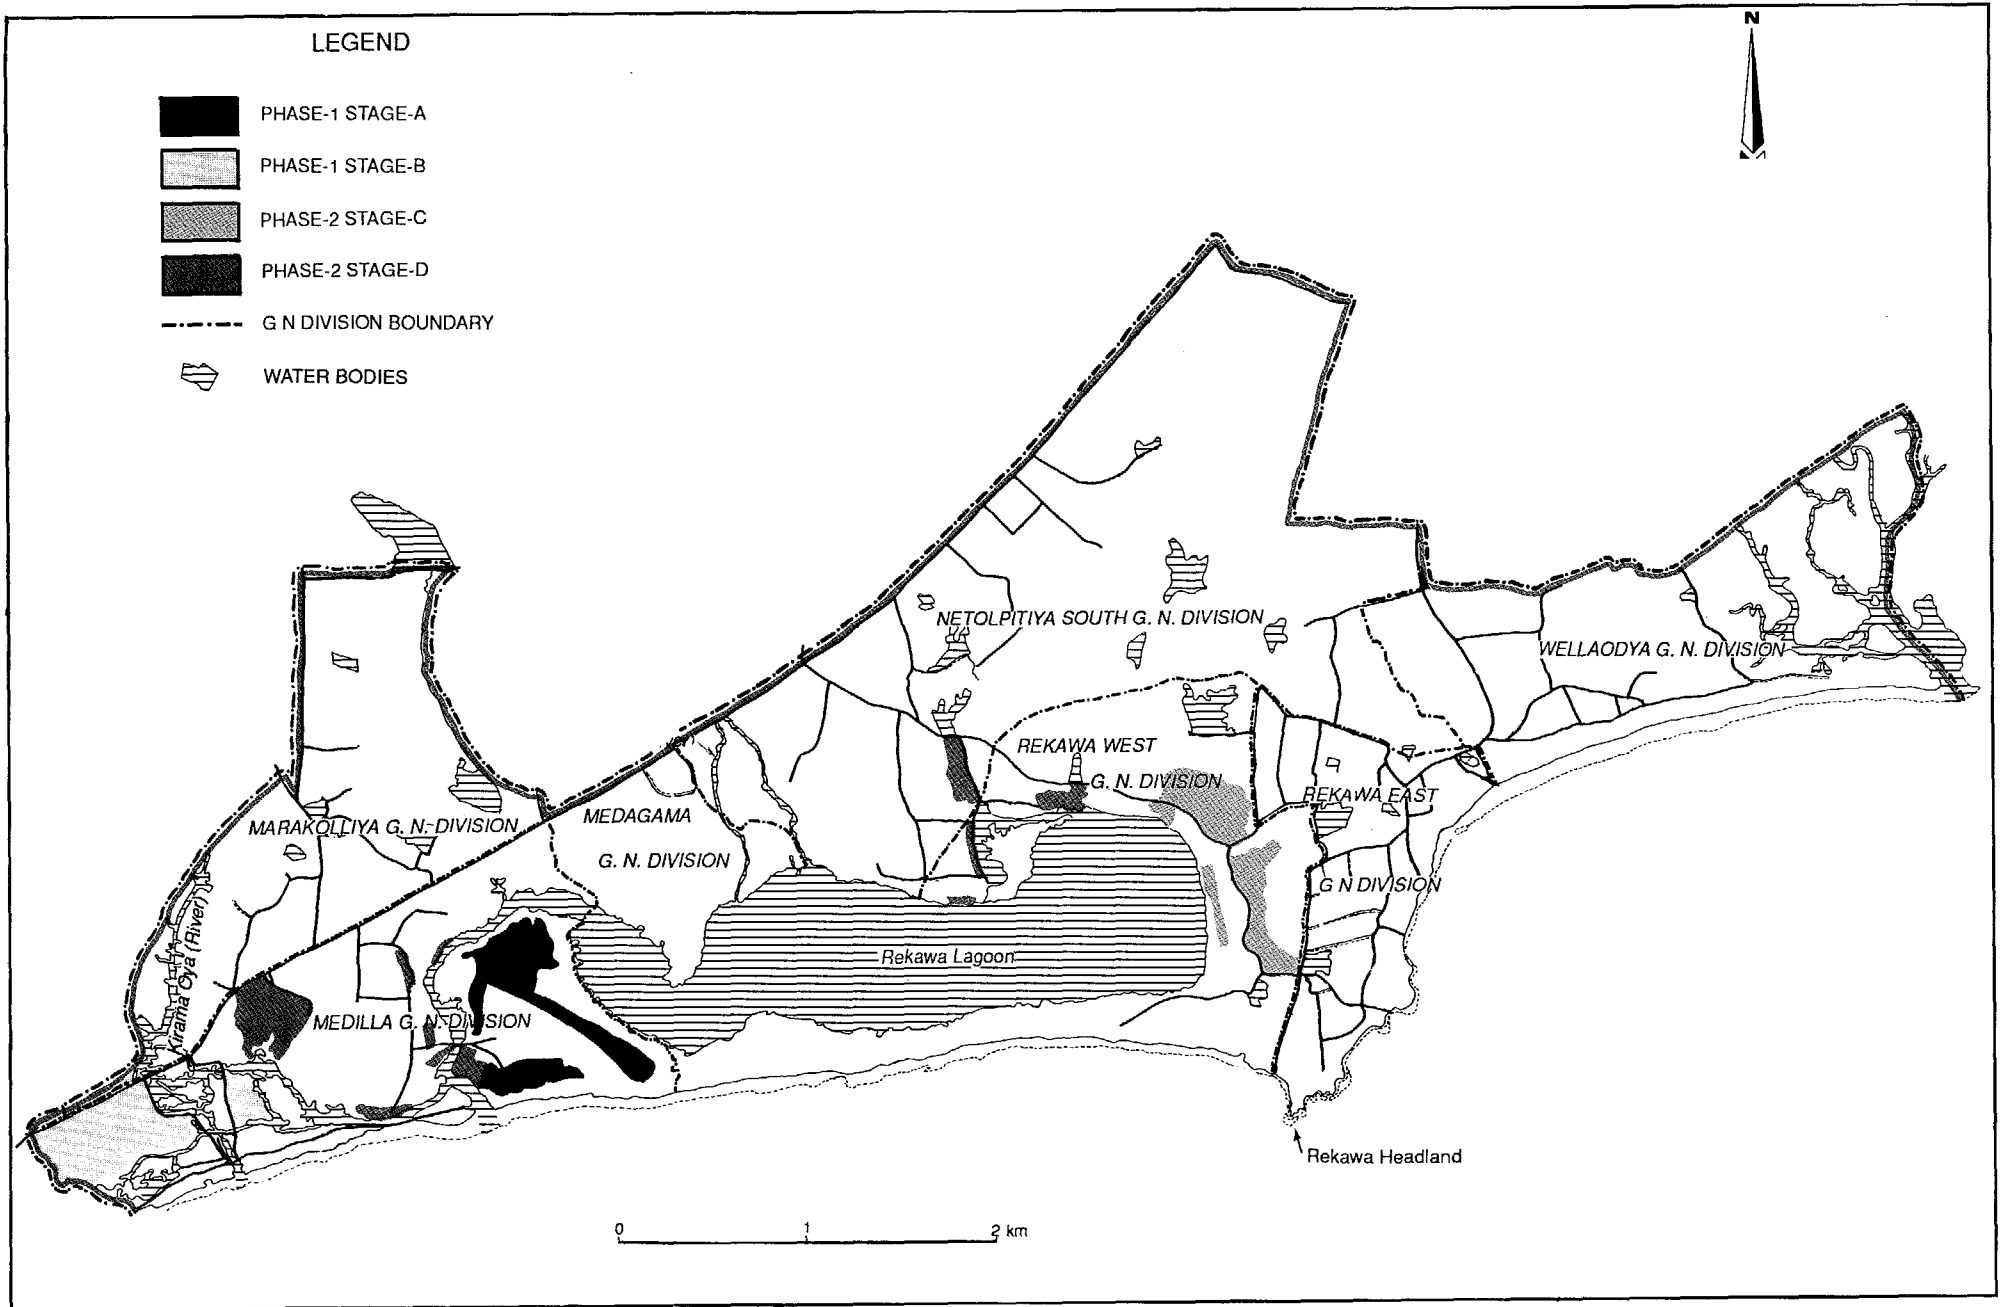 LEGEND
PHASE-1 STAGE-A
PHASE-1 STAGE-B
PHASE-2 STAGE-C
PHASE-2 STAGE-D
G N DIVISION BOUNDARY
WATER BODIES
N
NETOLPITIYA SOUTH G. N. DIVISION
WELLAODYA G. N. DIVISION
REKAWA WEST
G. N. DIVISION
REKAWA EAST
G N DIVISION
MEDAGAMA
G. N. DIVISION
MARAKOLLIYA G. N. DIVISION
Kirama Oya (River)
Rekawa Lagoon
MEDILLA G. N. DIVISION
Rekawa Headland
0 1 2 km